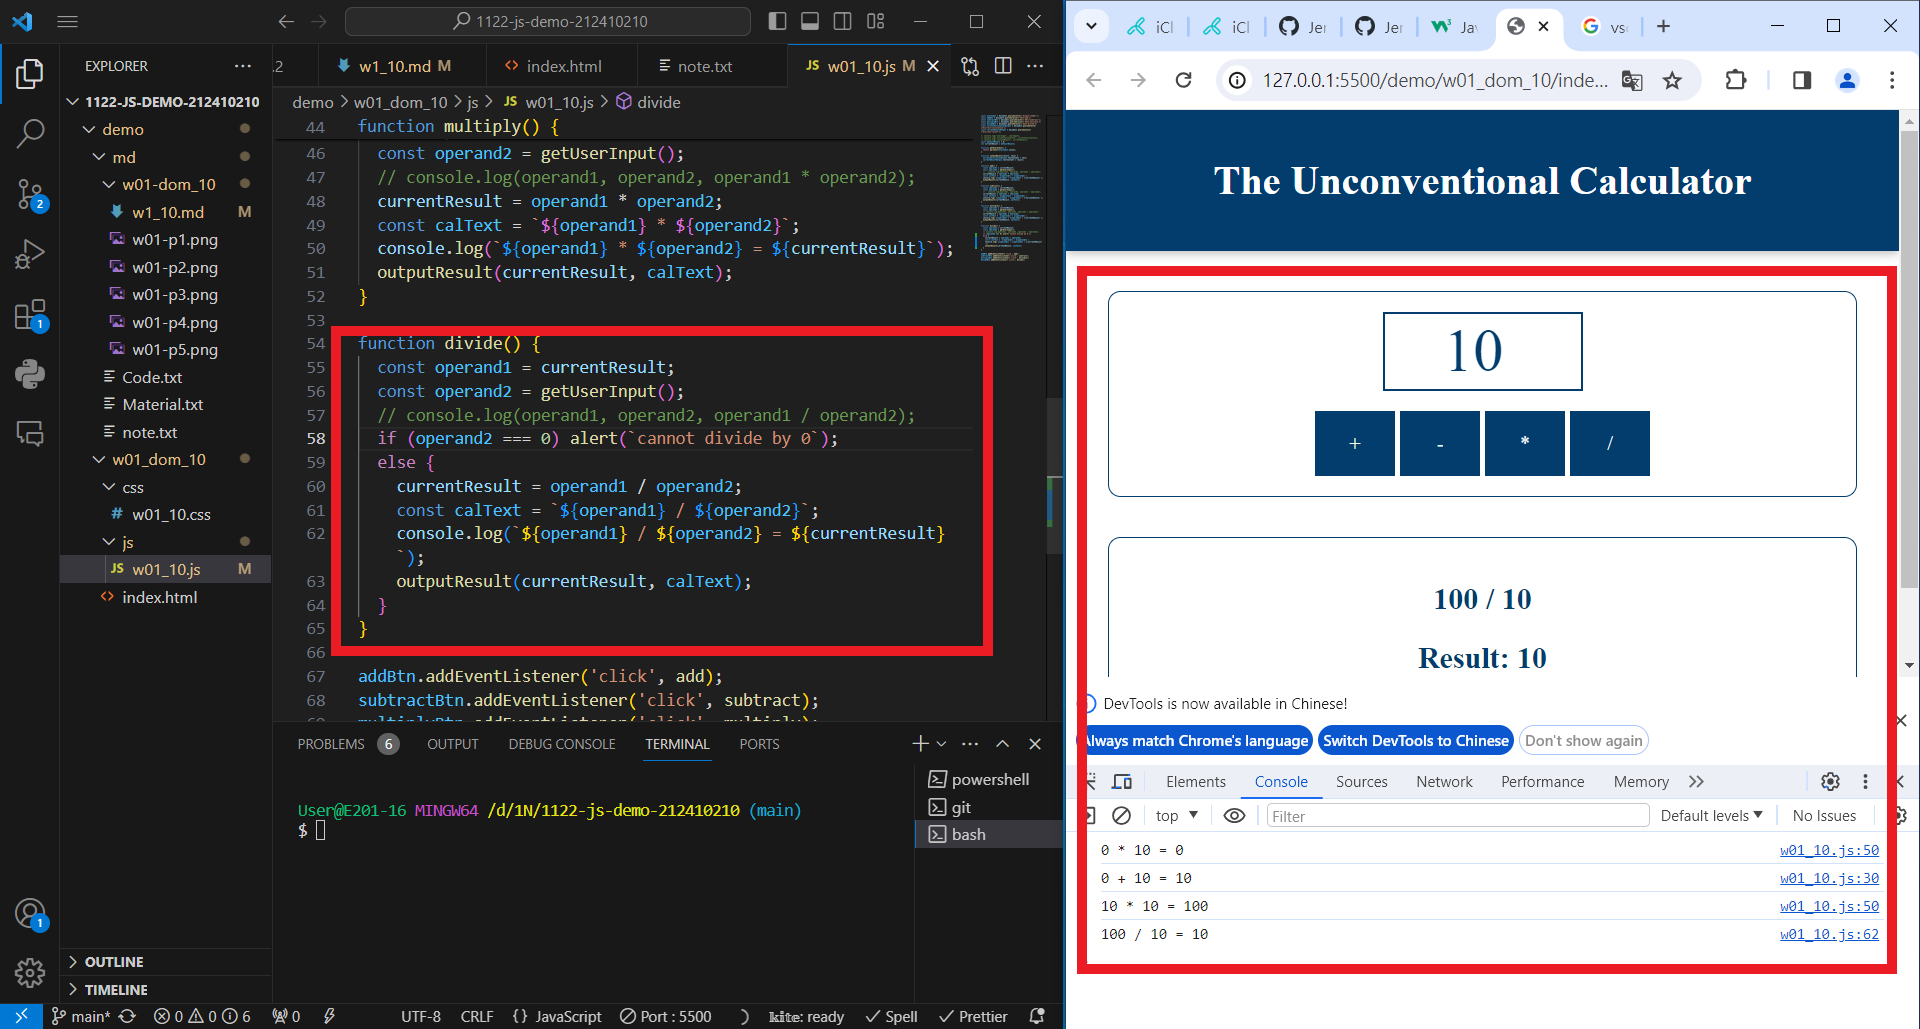 1122-js-demo-212410210
EXPLORER
1122-JS-DEMO-212410210
demo
md
w01-dom_10
w1_10.md M
w01-p1.png
w01-p2.png
w01-p3.png
w01-p4.png
w01-p5.png
Code.txt
Material.txt
note.txt
w01_dom_10
css
# w01_10.css
js
JS w01_10.js M
<> index.html
OUTLINE
TIMELINE
.2
w1_10.md M
<> index.html
note.txt
JS w01_10.js M
demo > w01_dom_10 > js > JS w01_10.js > divide
44 function multiply() {
46 const operand2 = getUserInput();
47 // console.log(operand1, operand2, operand1 * operand2);
48 currentResult = operand1 * operand2;
49 const calText = `${operand1} * ${operand2}`;
50 console.log(`${operand1} * ${operand2} = ${currentResult}`);
51 outputResult(currentResult, calText);
52 }
53
54 function divide() {
55 const operand1 = currentResult;
56 const operand2 = getUserInput();
57 // console.log(operand1, operand2, operand1 / operand2);
58 if (operand2 === 0) alert(`cannot divide by 0`);
59 else {
60 currentResult = operand1 / operand2;
61 const calText = `${operand1} / ${operand2}`;
62 console.log(`${operand1} / ${operand2} = ${currentResult}
`);
63 outputResult(currentResult, calText);
64 }
65 }
66
67 addBtn.addEventListener('click', add);
68 subtractBtn.addEventListener('click', subtract);
PROBLEMS 6 OUTPUT DEBUG CONSOLE TERMINAL PORTS
User@E201-16 MINGW64 /d/1N/1122-js-demo-212410210 (main)
$
powershell
git
bash
main* 0 0 6 0 UTF-8 CRLF {} JavaScript Port : 5500 kite: ready Spell Prettier
2
1
1
iCl
iCl
Jer
Jer
Jav
vsc
127.0.0.1:5500/demo/w01_dom_10/inde...
The Unconventional Calculator
10
+ - * /
100 / 10
Result: 10
DevTools is now available in Chinese!
Always match Chrome's language Switch DevTools to Chinese Don't show again
Elements Console Sources Network Performance Memory
top Filter Default levels No Issues
0 * 10 = 0 w01_10.js:50
0 + 10 = 10 w01_10.js:30
10 * 10 = 100 w01_10.js:50
100 / 10 = 10 w01_10.js:62